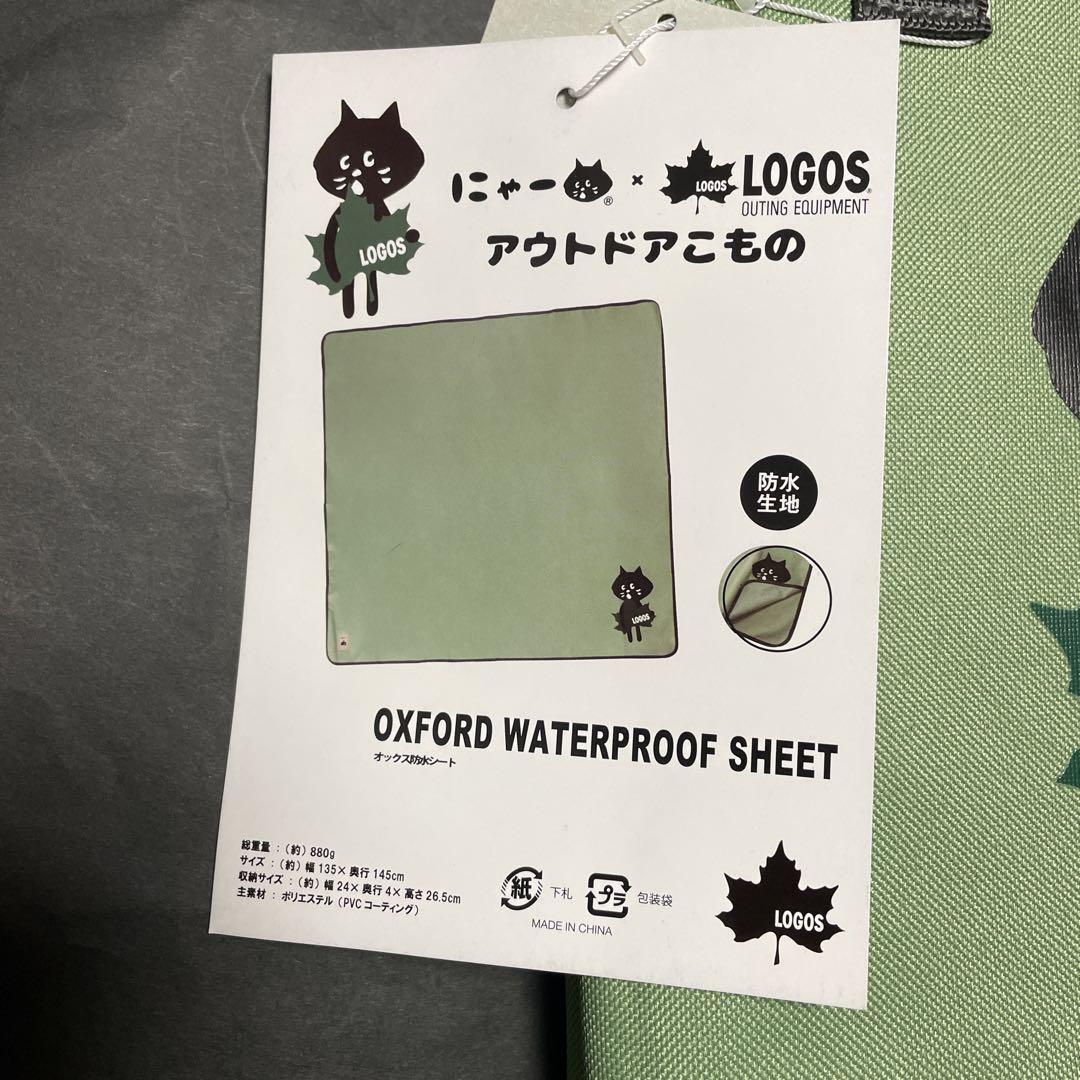 にゃー ® × LOGOS LOGOS®
OUTING EQUIPMENT
アウトドアこもの
LOGOS
防水
生地
LOGOS
OXFORD WATERPROOF SHEET
オックス防水シート
総重量 :（約）880g
サイズ :（約）幅 135× 奥行 145cm
収納サイズ :（約）幅 24× 奥行 4× 高さ 26.5cm
主素材 : ポリエステル（PVC コーティング）
紙 下札 プラ 包装袋
MADE IN CHINA
LOGOS